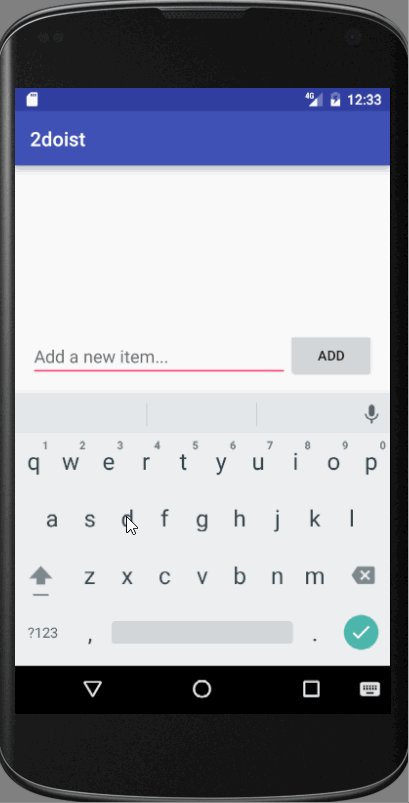 4G 12:33
2doist
Add a new item... ADD
1 2 3 4 5 6 7 8 9 0
q w e r t y u i o p
a s d f g h j k l
z x c v b n m
?123 , .